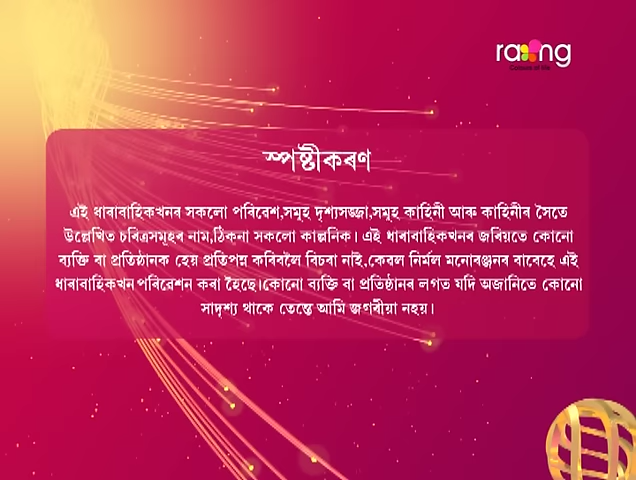 rang
স্পষ্টীকৰণ
এই ধাৰাবাহিকখনৰ সকলো পৰিৱেশ,সমূহ দৃশ্যসজ্জা,সমূহ কাহিনী আৰু কাহিনীৰ সৈতে
উল্লেখিত চৰিত্ৰসমূহৰ নাম,ঠিকনা সকলো কাল্পনিক। এই ধাৰাবাহিকখনৰ জৰিয়তে কোনো
ব্যক্তি বা প্ৰতিষ্ঠানক হেয় প্ৰতিপন্ন কৰিবলৈ বিচৰা নাই,কেৱল নিৰ্মল মনোৰঞ্জনৰ বাবেহে এই
ধাৰাবাহিকখন পৰিৱেশন কৰা হৈছে।কোনো ব্যক্তি বা প্ৰতিষ্ঠানৰ লগত যদি অজানিতে কোনো
সাদৃশ্য থাকে তেন্তে আমি জগৰীয়া নহয়।